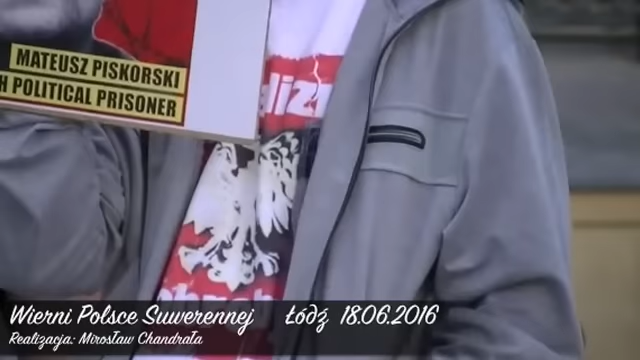 MATEUSZ PISKORSKI
H POLITICAL PRISONER
Wierni Polsce Suwerennej Łódź 18.06.2016
Realizacja: Mirosław Chandrała